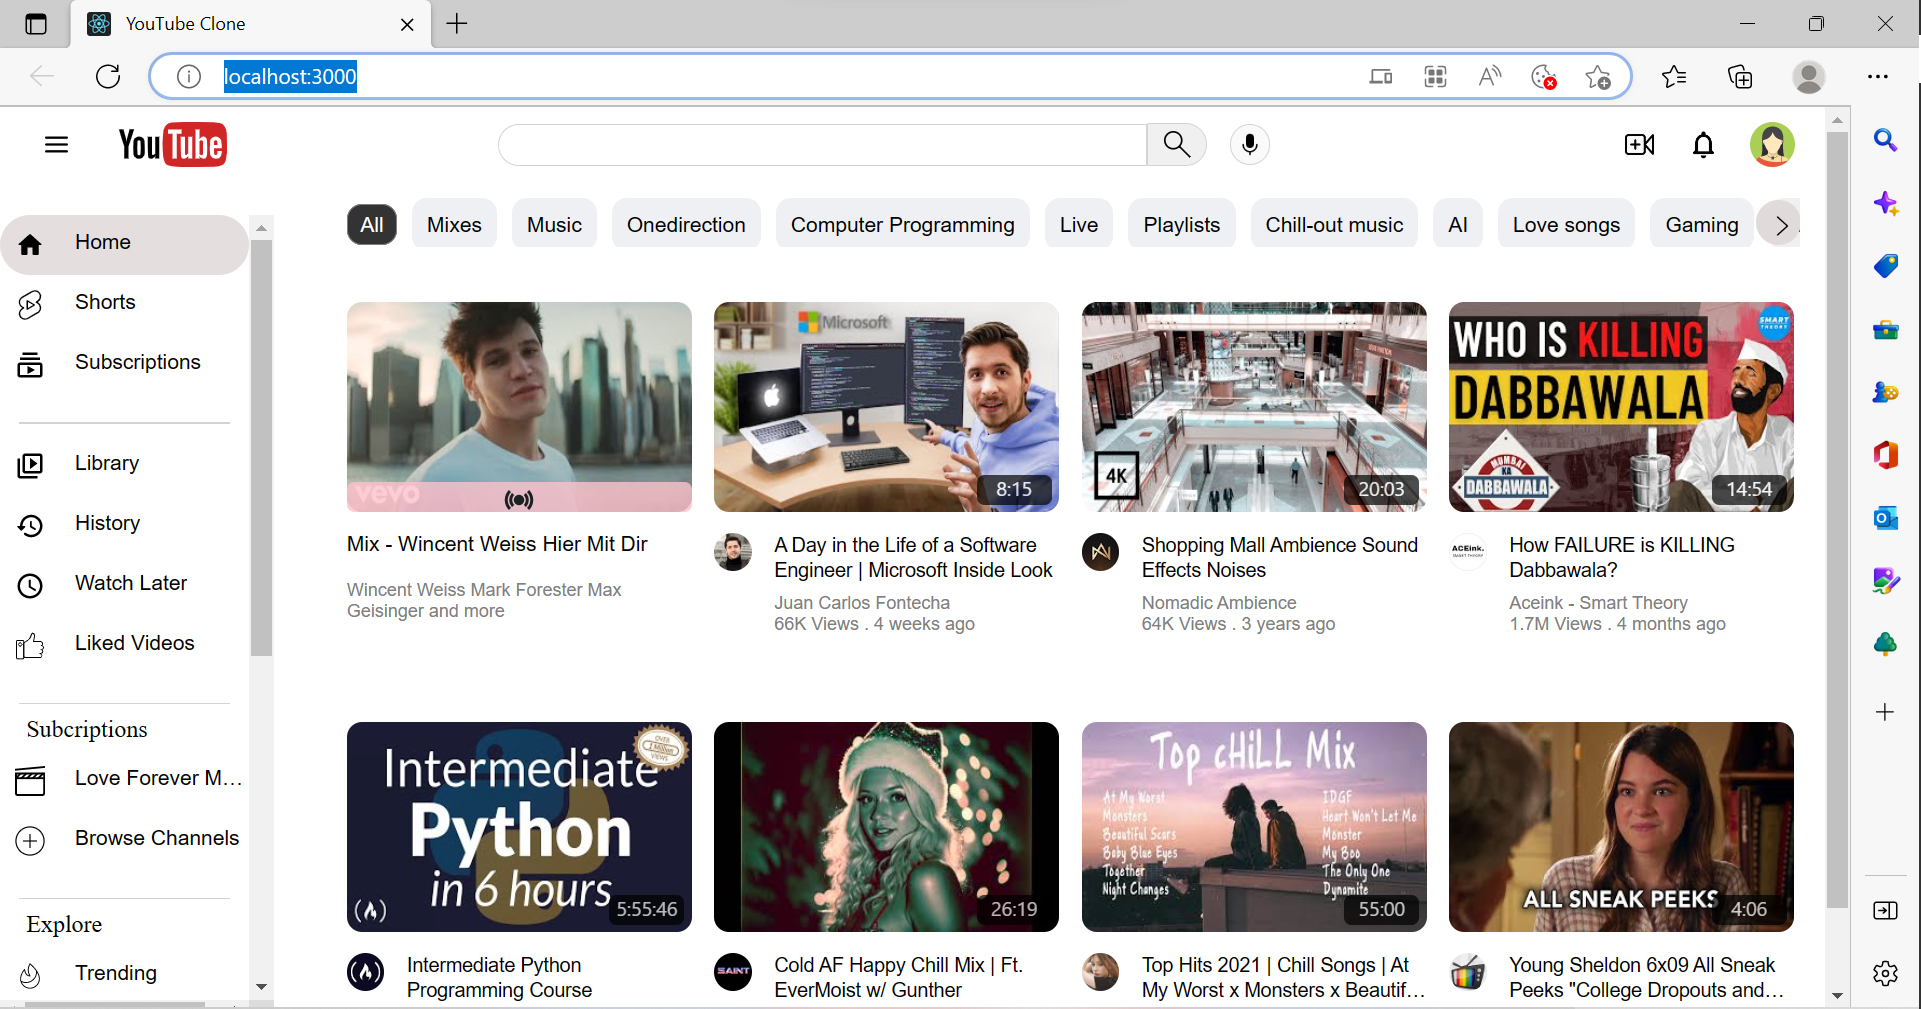 YouTube Clone
localhost:3000
YouTube
All
Mixes
Music
Onedirection
Computer Programming
Live
Playlists
Chill-out music
AI
Love songs
Gaming
Home
Shorts
Subscriptions
Library
History
Watch Later
Liked Videos
Subcriptions
Love Forever M...
Browse Channels
Explore
Trending
vevo
Mix - Wincent Weiss Hier Mit Dir
Wincent Weiss Mark Forester Max
Geisinger and more
Microsoft
8:15
A Day in the Life of a Software
Engineer | Microsoft Inside Look
Juan Carlos Fontecha
66K Views . 4 weeks ago
4K
20:03
Shopping Mall Ambience Sound
Effects Noises
Nomadic Ambience
64K Views . 3 years ago
WHO IS KILLING
DABBAWALA
SMART
THEORY
MUMBAI
KA
DABBAWALA
14:54
ACEink.
SMART THEORY
How FAILURE is KILLING
Dabbawala?
Aceink - Smart Theory
1.7M Views . 4 months ago
OVER
1 Million
VIEWS
Intermediate
Python
in 6 hours
5:55:46
Intermediate Python
Programming Course
26:19
SAINT
Cold AF Happy Chill Mix | Ft.
EverMoist w/ Gunther
Top cHiLL Mix
At My Worst
Monsters
Beautiful Scars
Baby Blue Eyes
Together
Night Changes
IDGF
Heart Won't Let Me
Monster
My Boo
The Only One
Dynamite
55:00
Top Hits 2021 | Chill Songs | At
My Worst x Monsters x Beautif...
ALL SNEAK PEEKS
4:06
Young Sheldon 6x09 All Sneak
Peeks "College Dropouts and...